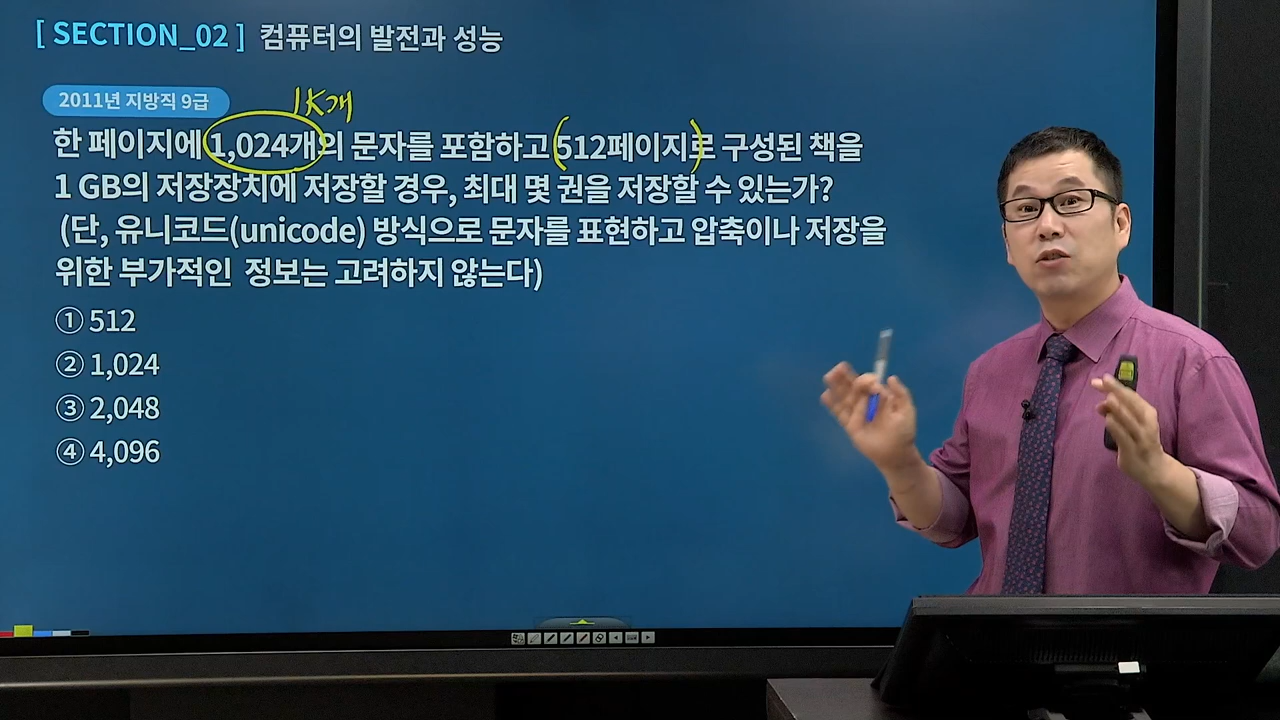 [ SECTION_02 ] 컴퓨터의 발전과 성능
2011년 지방직 9급
1K개
한 페이지에 1,024개의 문자를 포함하고 512페이지로 구성된 책을
1 GB의 저장장치에 저장할 경우, 최대 몇 권을 저장할 수 있는가?
(단, 유니코드(unicode) 방식으로 문자를 표현하고 압축이나 저장을
위한 부가적인 정보는 고려하지 않는다)
① 512
② 1,024
③ 2,048
④ 4,096